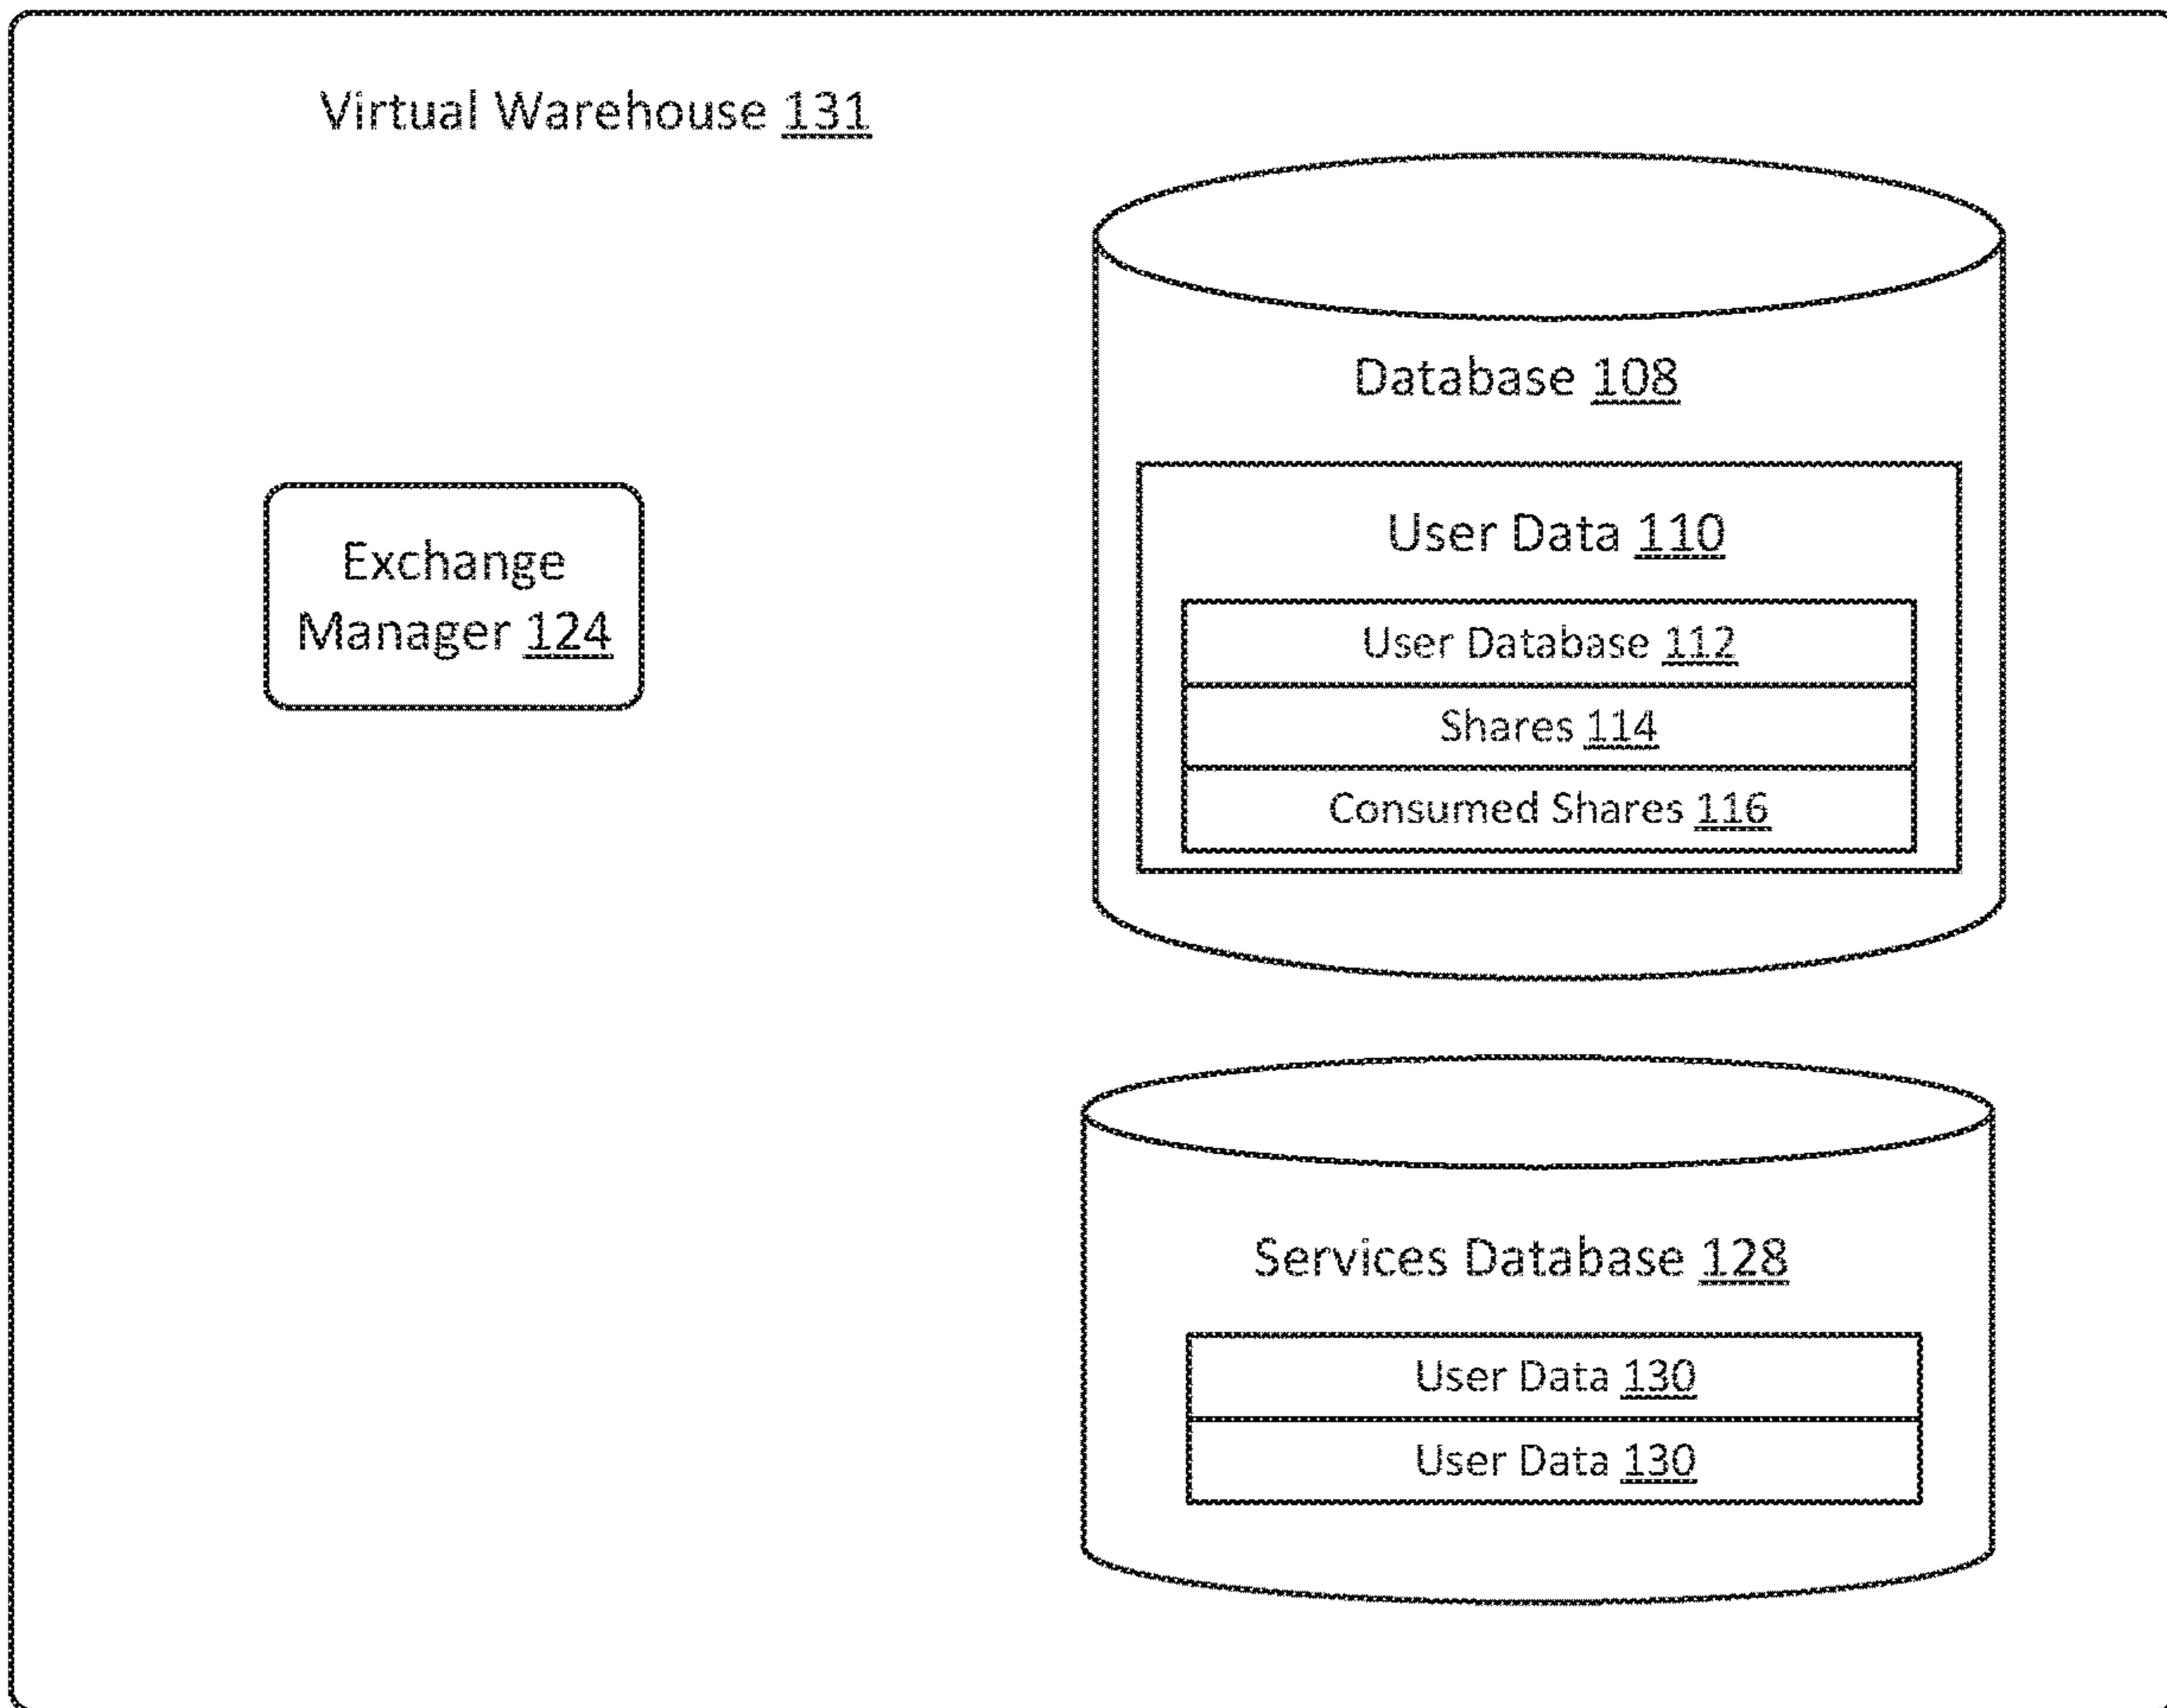 Virtual Warehouse 131
Database 108
User Data 110
Exchange
Manager 124
User Database 112
Shares 114
Consumed Shares 116
Services Database 128
User Data 130
User Data 130